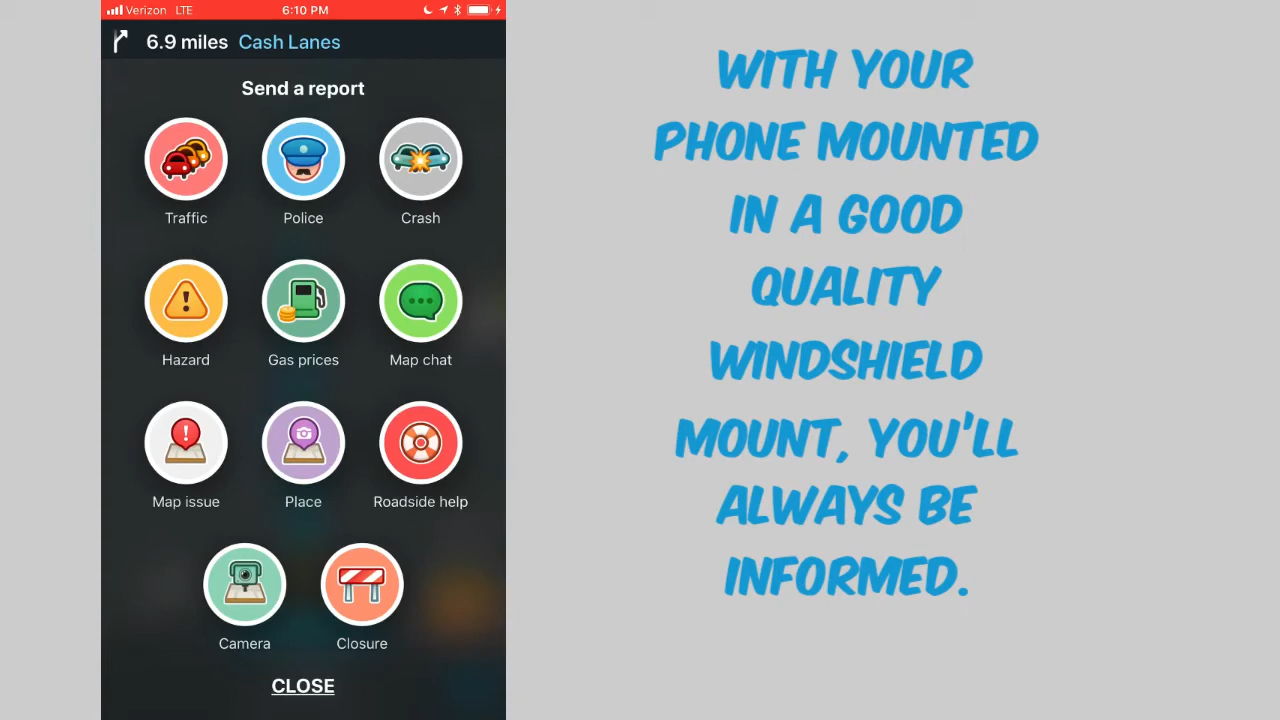 Verizon LTE 6:10 PM
6.9 miles Cash Lanes
Send a report
Traffic Police Crash
Hazard Gas prices Map chat
Map issue Place Roadside help
Camera Closure
CLOSE
WITH YOUR
PHONE MOUNTED
IN A GOOD
QUALITY
WINDSHIELD
MOUNT, YOU'LL
ALWAYS BE
INFORMED.